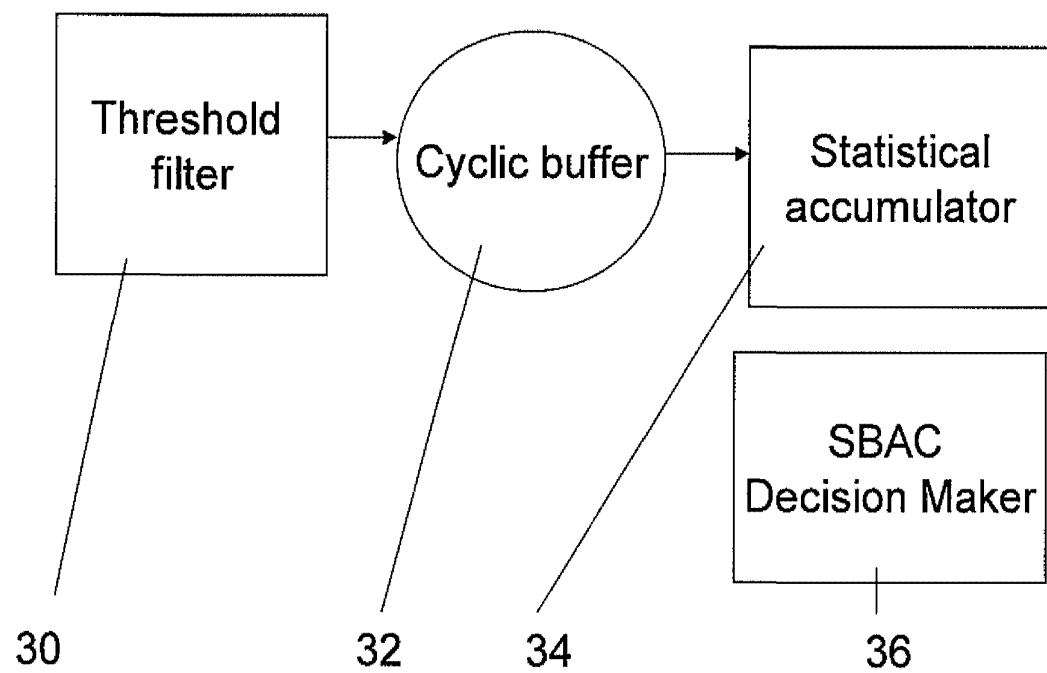 Threshold
filter
Cyclic buffer
Statistical
accumulator
SBAC
Decision Maker
30
32
34
36